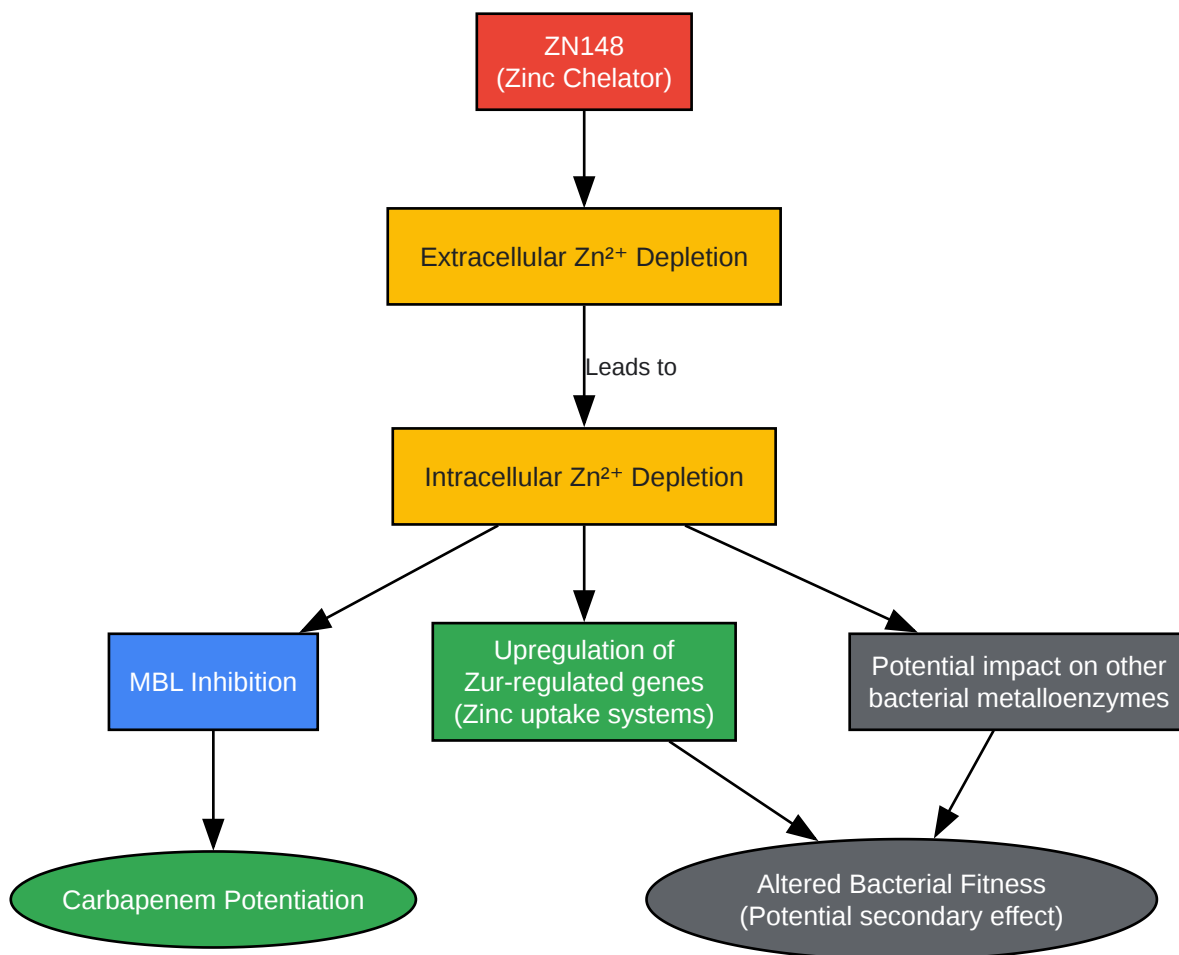 ZN148
(Zinc Chelator)
Extracellular Zn²⁺ Depletion
Leads to
Intracellular Zn²⁺ Depletion
MBL Inhibition
Upregulation of
Zur-regulated genes
(Zinc uptake systems)
Potential impact on other
bacterial metalloenzymes
Carbapenem Potentiation
Altered Bacterial Fitness
(Potential secondary effect)